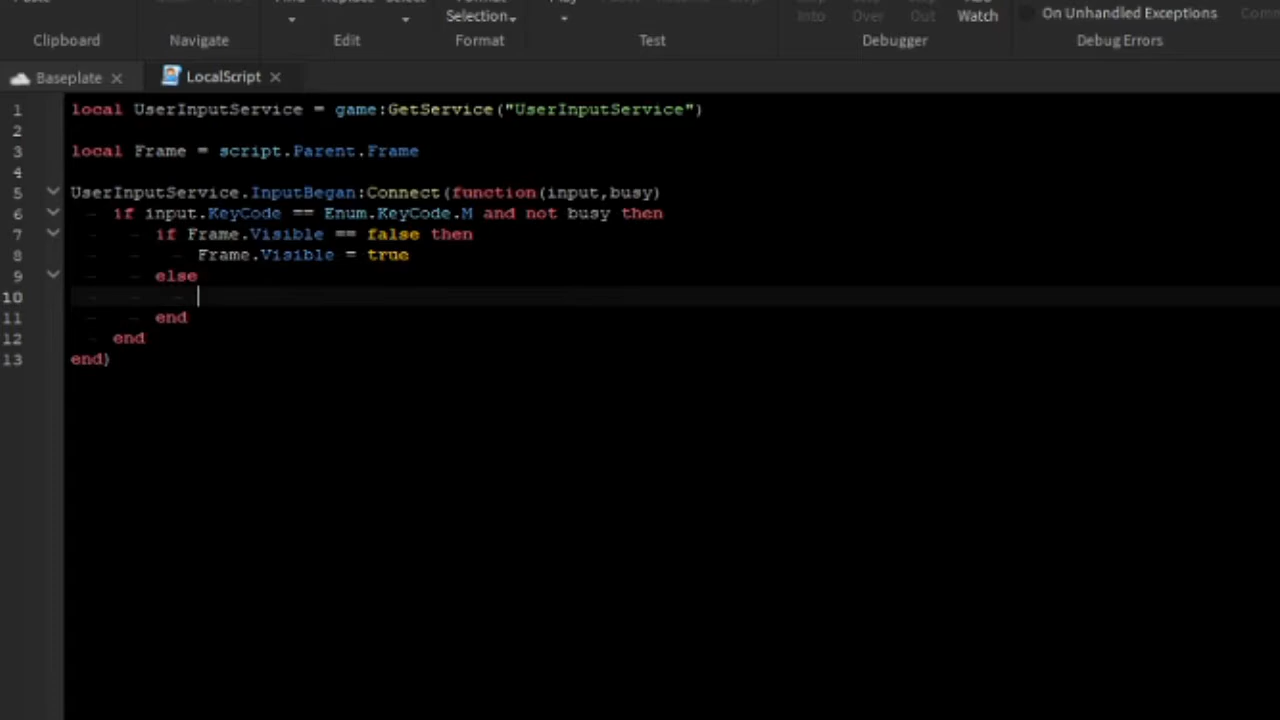 Selection
Into
Over
Out
Watch
On Unhandled Exceptions
Clipboard
Navigate
Edit
Format
Test
Debugger
Debug Errors
Baseplate
LocalScript
1 local UserInputService = game:GetService("UserInputService")
2
3 local Frame = script.Parent.Frame
4
5 UserInputService.InputBegan:Connect(function(input,busy)
6 if input.KeyCode == Enum.KeyCode.M and not busy then
7 if Frame.Visible == false then
8 Frame.Visible = true
9 else
10
11 end
12 end
13 end)